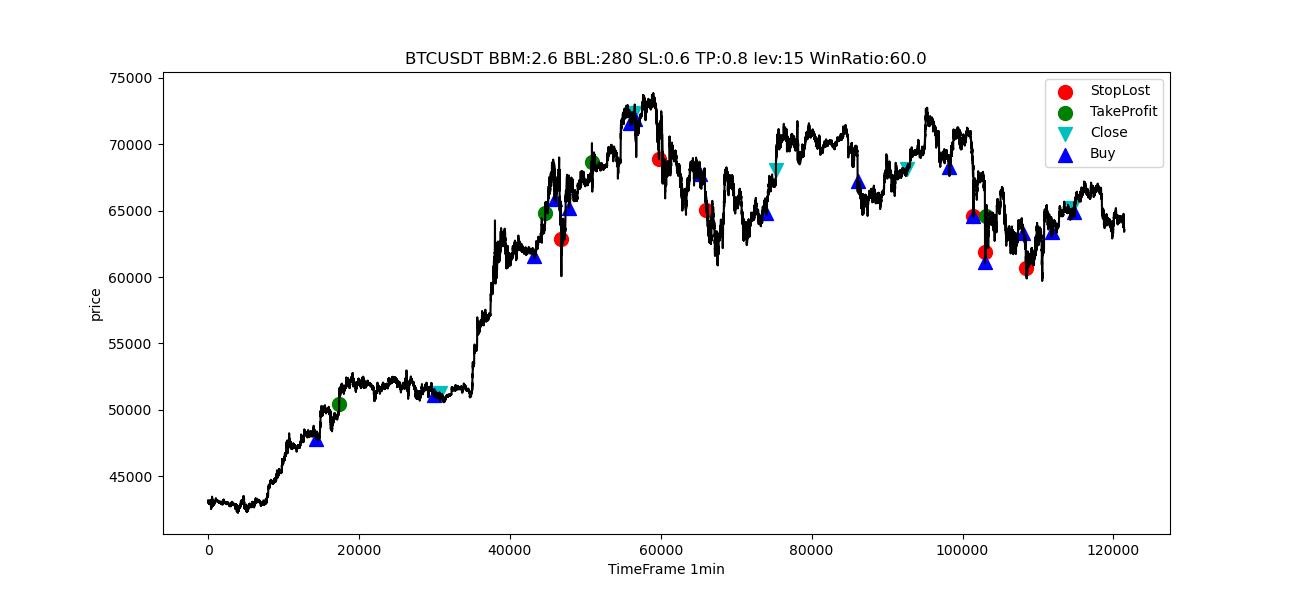 BTCUSDT BBM:2.6 BBL:280 SL:0.6 TP:0.8 lev:15 WinRatio:60.0
75000
70000
65000
60000
55000
50000
45000
price
StopLost
TakeProfit
Close
Buy
0 20000 40000 60000 80000 100000 120000
TimeFrame 1min